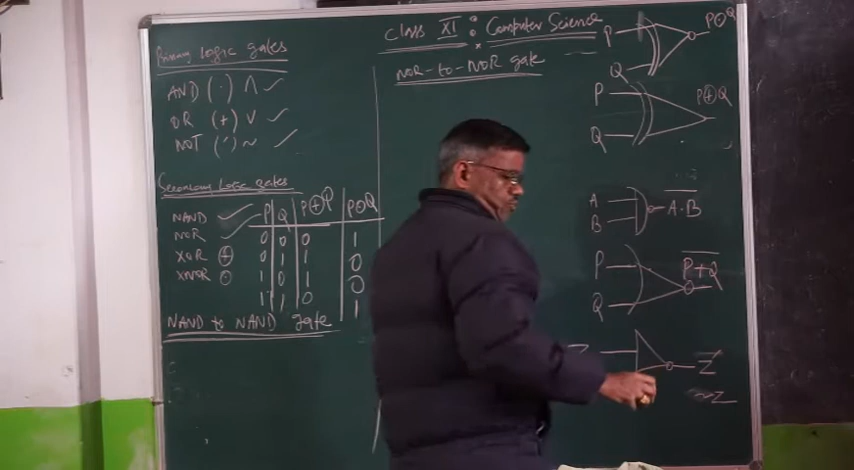 class XI : Computer Science
NOR-to-NOR gate
Primary Logic gates
AND (·) ∧ ✓
OR (+) ∨ ✓
NOT (′) ~ ✓
Secondary Logic gates
NAND ✓
NOR ✓
XOR ⊕
XNOR ⊙
P Q P⊕Q P⊙Q
0 0 0 1
0 1 1 0
1 0 1 0
1 1 0 1
NAND to NAND gate
P
Q
P⊙Q
P
Q
P⊕Q
A
B
A·B
P
Q
P+Q
Z
~Z